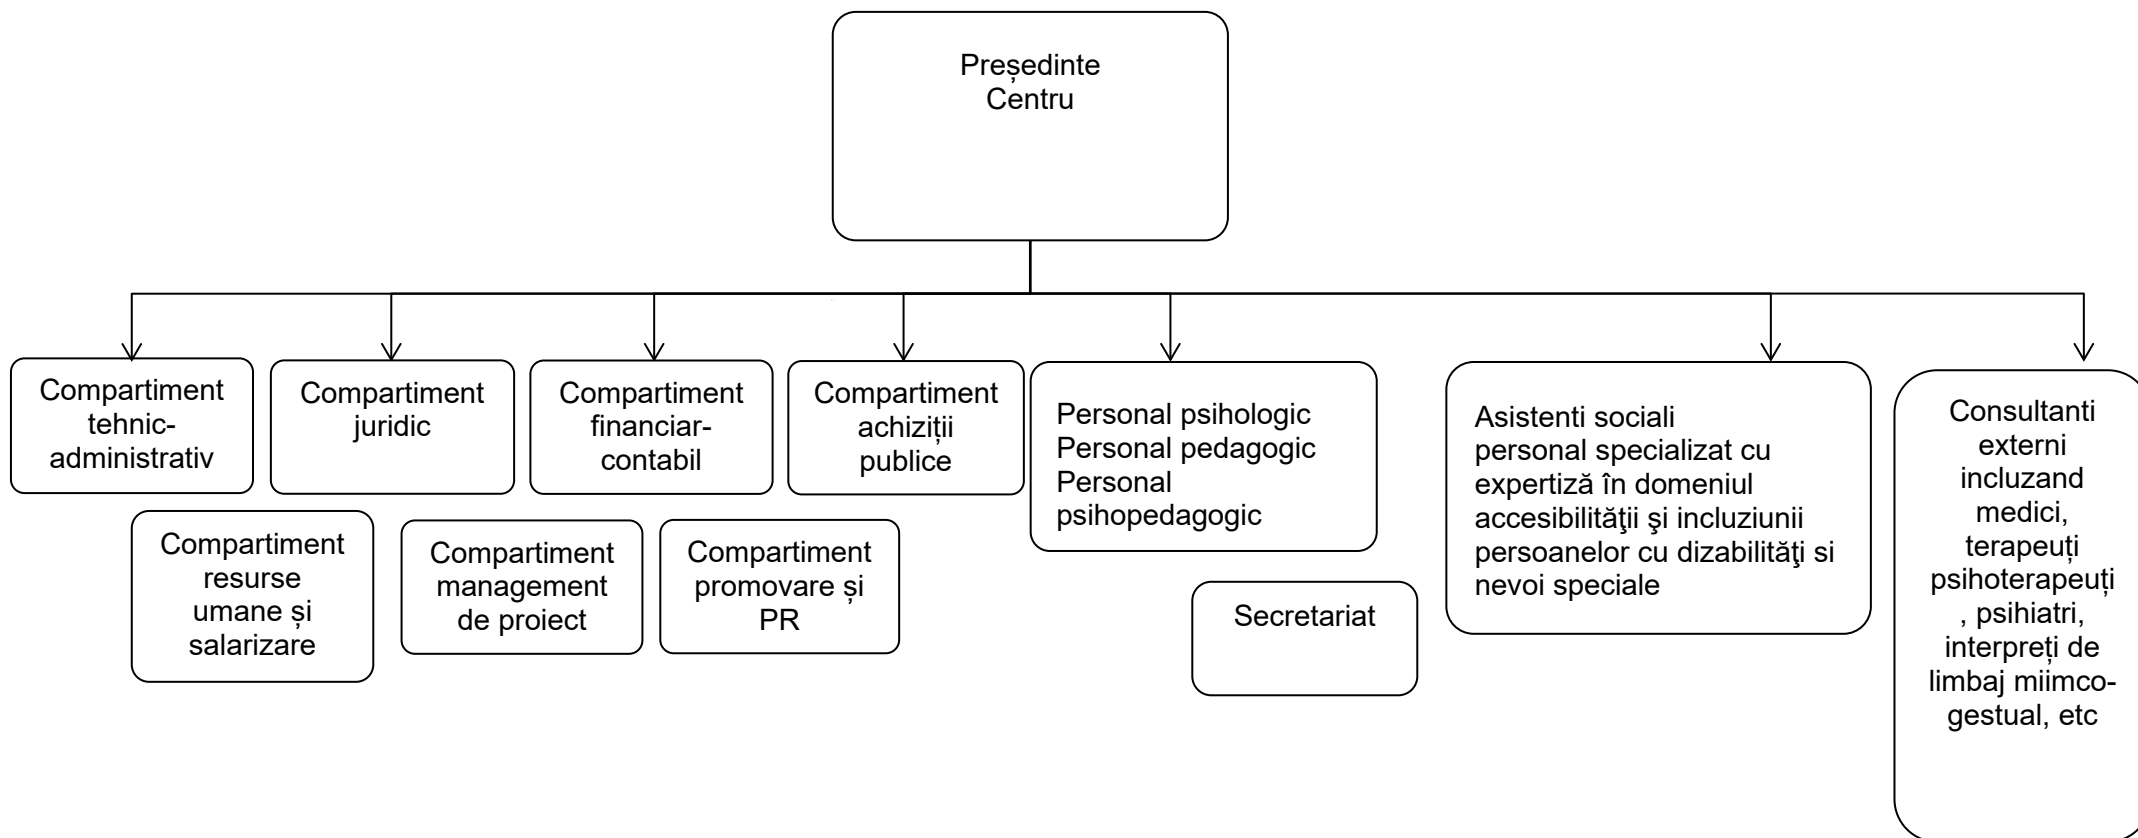 Președinte
Centru
Compartiment
tehnic-
administrativ
Compartiment
juridic
Compartiment
financiar-
contabil
Compartiment
achiziții
publice
Personal psihologic
Personal pedagogic
Personal
psihopedagogic
Asistenti sociali
personal specializat cu
expertiză în domeniul
accesibilităţii şi incluziunii
persoanelor cu dizabilităţi si
nevoi speciale
Consultanti
externi
incluzand
medici,
terapeuți
psihoterapeuți
, psihiatri,
interpreți de
limbaj miimco-
gestual, etc
Compartiment
resurse
umane și
salarizare
Compartiment
management
de proiect
Compartiment
promovare și
PR
Secretariat